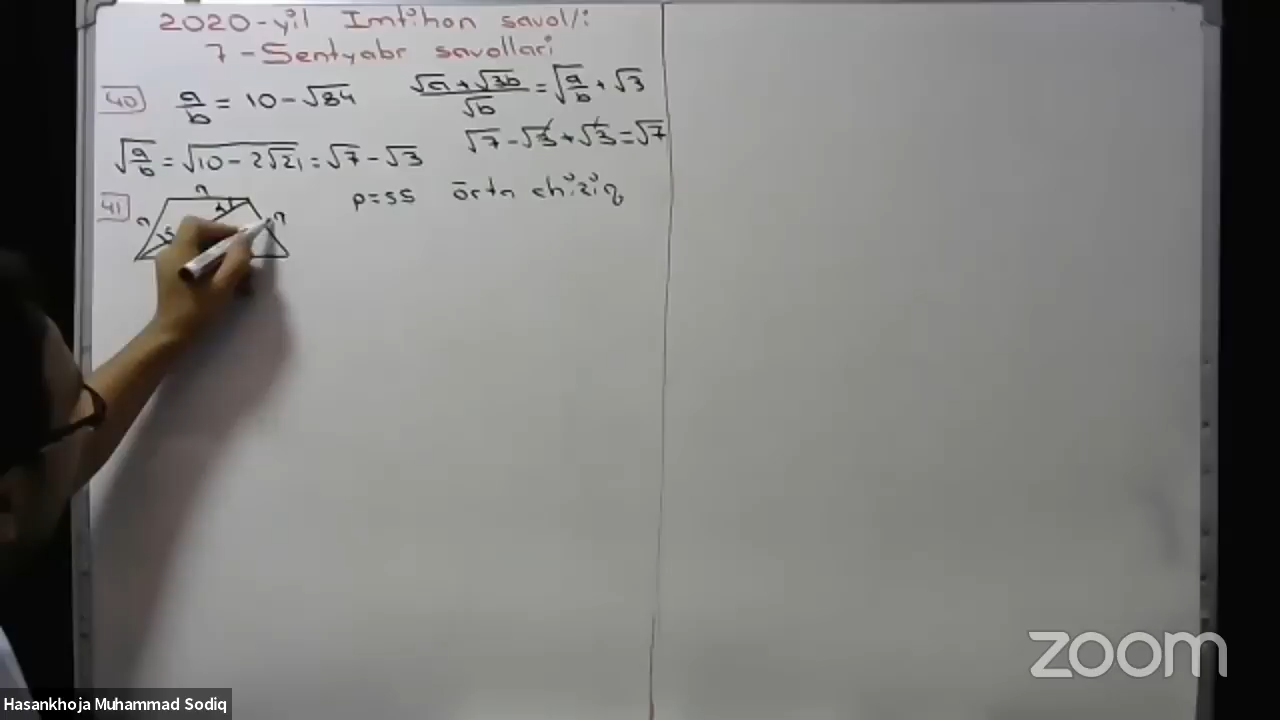 2020-yil Imtihon savol/i
7-Sentyabr savollari
40 a/b = 10 - √84 (√a + √3b)/√b = √(a/b) + √3
√7 - √3 + √3 = √7
√(a/b) = √(10 - 2√21) = √7 - √3
41 P=55 o̅rta chiziq
zoom
Hasankhoja Muhammad Sodiq